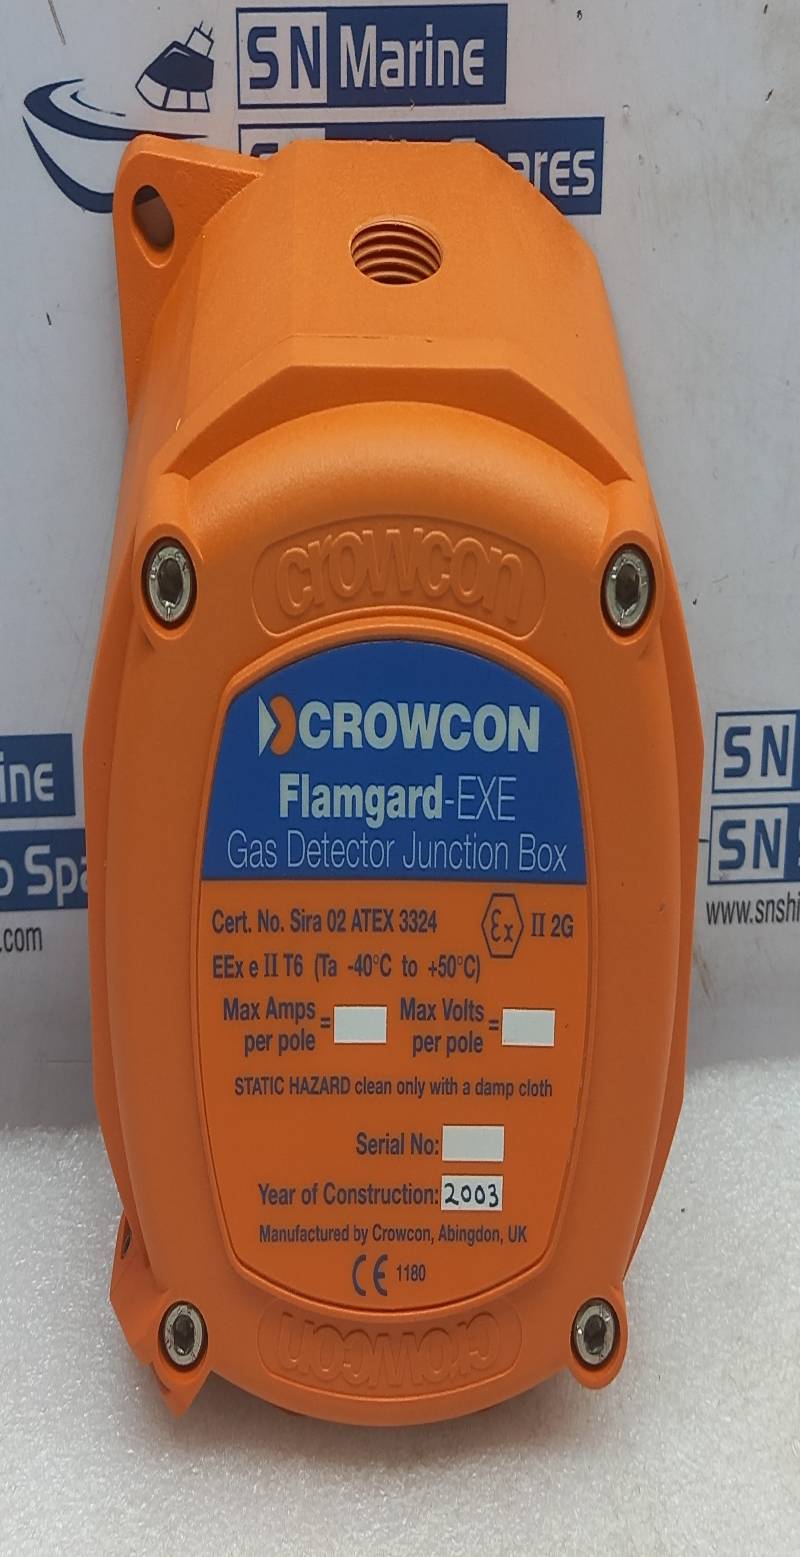 SN Marine
ares
crowcon
CROWCON
Flamgard-EXE
Gas Detector Junction Box
Cert. No. Sira 02 ATEX 3324 Ex II 2G
EEx e II T6 (Ta -40°C to +50°C)
Max Amps per pole = Max Volts per pole =
STATIC HAZARD clean only with a damp cloth
Serial No:
Year of Construction: 2003
Manufactured by Crowcon, Abingdon, UK
CE 1180
crowcon
ine
o Spa
.com
SN
SN
www.snshi